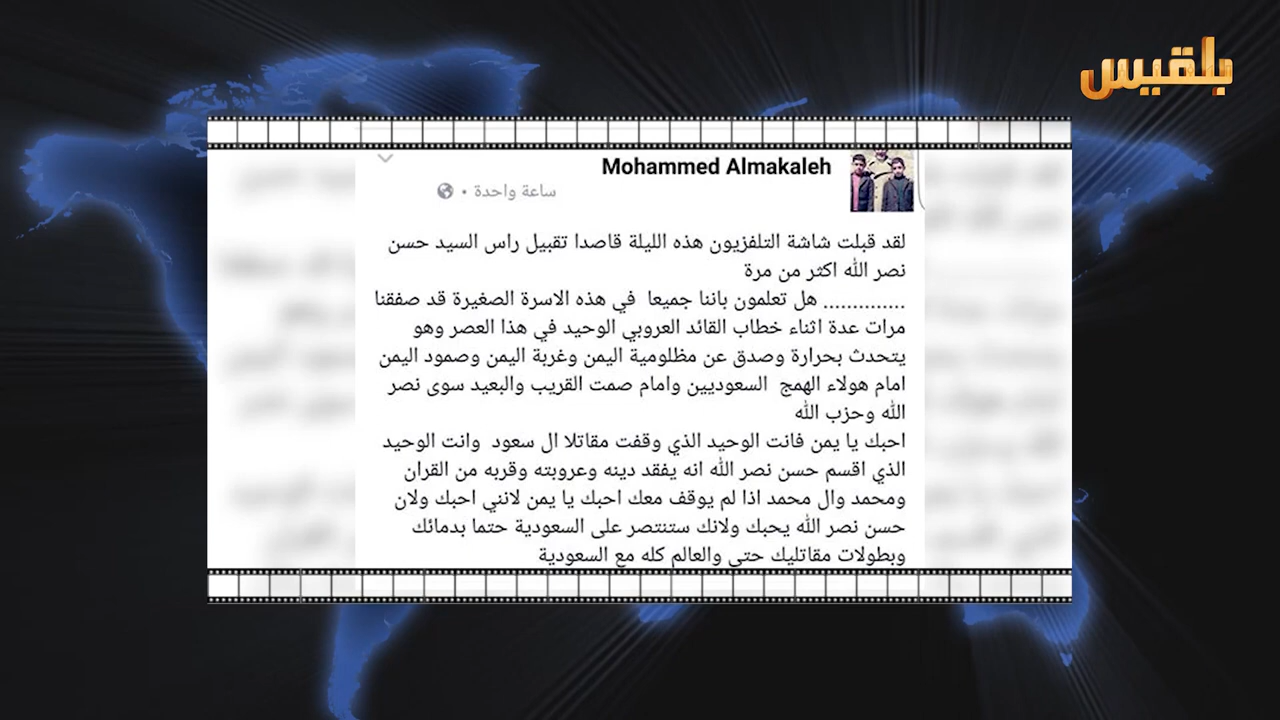 بلقيس
Mohammed Almakaleh
ساعة واحدة •
لقد قبلت شاشة التلفزيون هذه الليلة قاصدا تقبيل راس السيد حسن
نصر الله اكثر من مرة
.............. هل تعلمون باننا جميعا في هذه الاسرة الصغيرة قد صفقنا
مرات عدة اثناء خطاب القائد العروبي الوحيد في هذا العصر وهو
يتحدث بحرارة وصدق عن مظلومية اليمن وغربة اليمن وصمود اليمن
امام هولاء الهمج السعوديين وامام صمت القريب والبعيد سوى نصر
الله وحزب الله
احبك يا يمن فانت الوحيد الذي وقفت مقاتلا ال سعود وانت الوحيد
الذي اقسم حسن نصر الله انه يفقد دينه وعروبته وقربه من القران
ومحمد وال محمد اذا لم يوقف معك احبك يا يمن لانني احبك ولان
حسن نصر الله يحبك ولانك ستنتصر على السعودية حتما بدمائك
وبطولات مقاتليك حتى والعالم كله مع السعودية